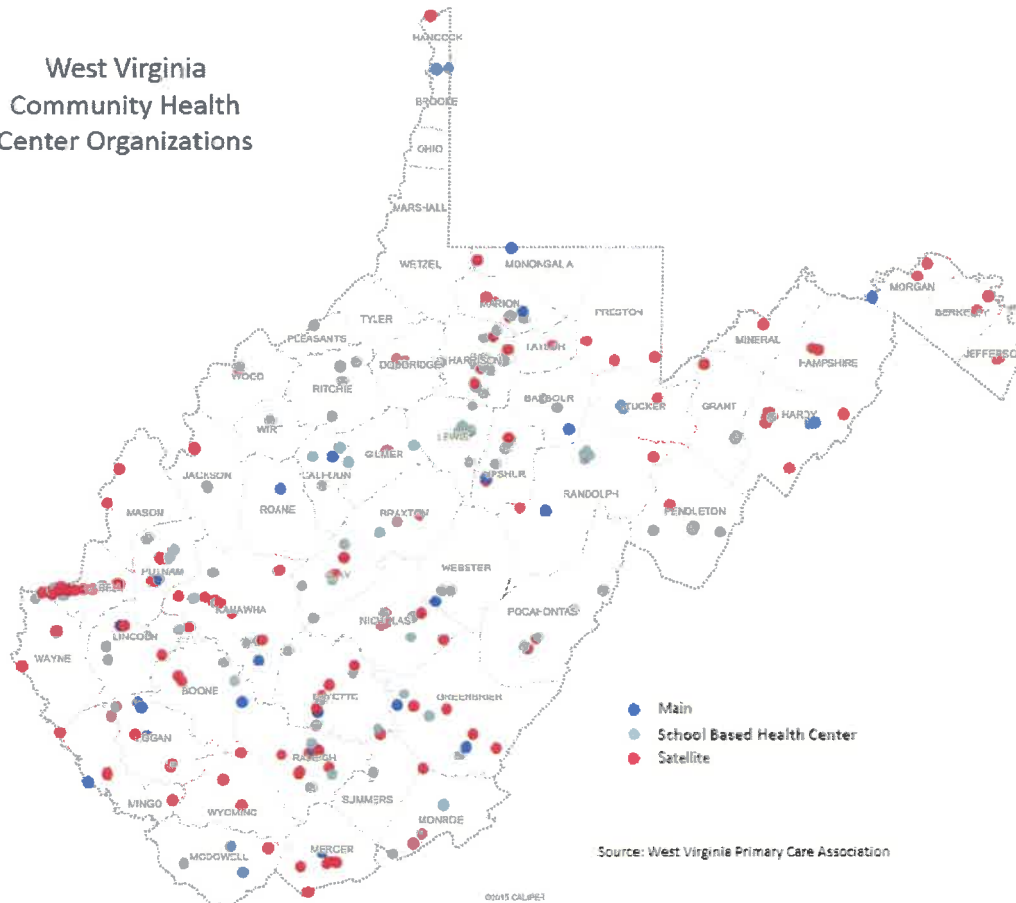 West Virginia
Community Health
Center Organizations
HANCOCK
BROOKE
OHIO
MARSHALL
WETZEL
MONONGALA
MORGAN
MARION
BERKELEY
PRESTON
TYLER
PLEASANTS
MINERAL
TAYLOR
JEFFERSO
DODDRIDGE
HARRISON
HAMPSHIRE
WOOD
RITCHIE
BARBOUR
TUCKER
GRANT
HARDY
WIRT
LEWIS
GILMER
JACKSON
CALHOUN
UPSHUR
RANDOLPH
ROANE
MASON
BRAXTON
PENDLETON
PUTNAM
WEBSTER
KANAWHA
POCAHONTAS
NICHOLAS
LINCOLN
WAYNE
BOONE
GREENBRIER
Main
School Based Health Center
LOGAN
Satellite
RALEIGH
SUMMERS
MINGO
WYOMING
MONROE
MERCER
MCDOWELL
Source: West Virginia Primary Care Association
©2015 CALIPER